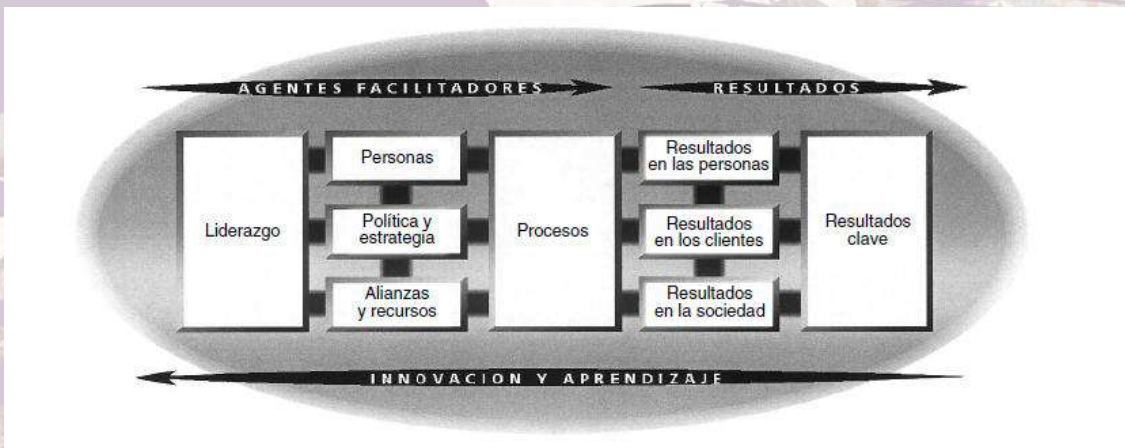 AGENTES FACILITADORES
RESULTADOS
Liderazgo
Personas
Política y
estrategia
Alianzas
y recursos
Procesos
Resultados
en las personas
Resultados
en los clientes
Resultados
en la sociedad
Resultados
clave
INNOVACION Y APRENDIZAJE